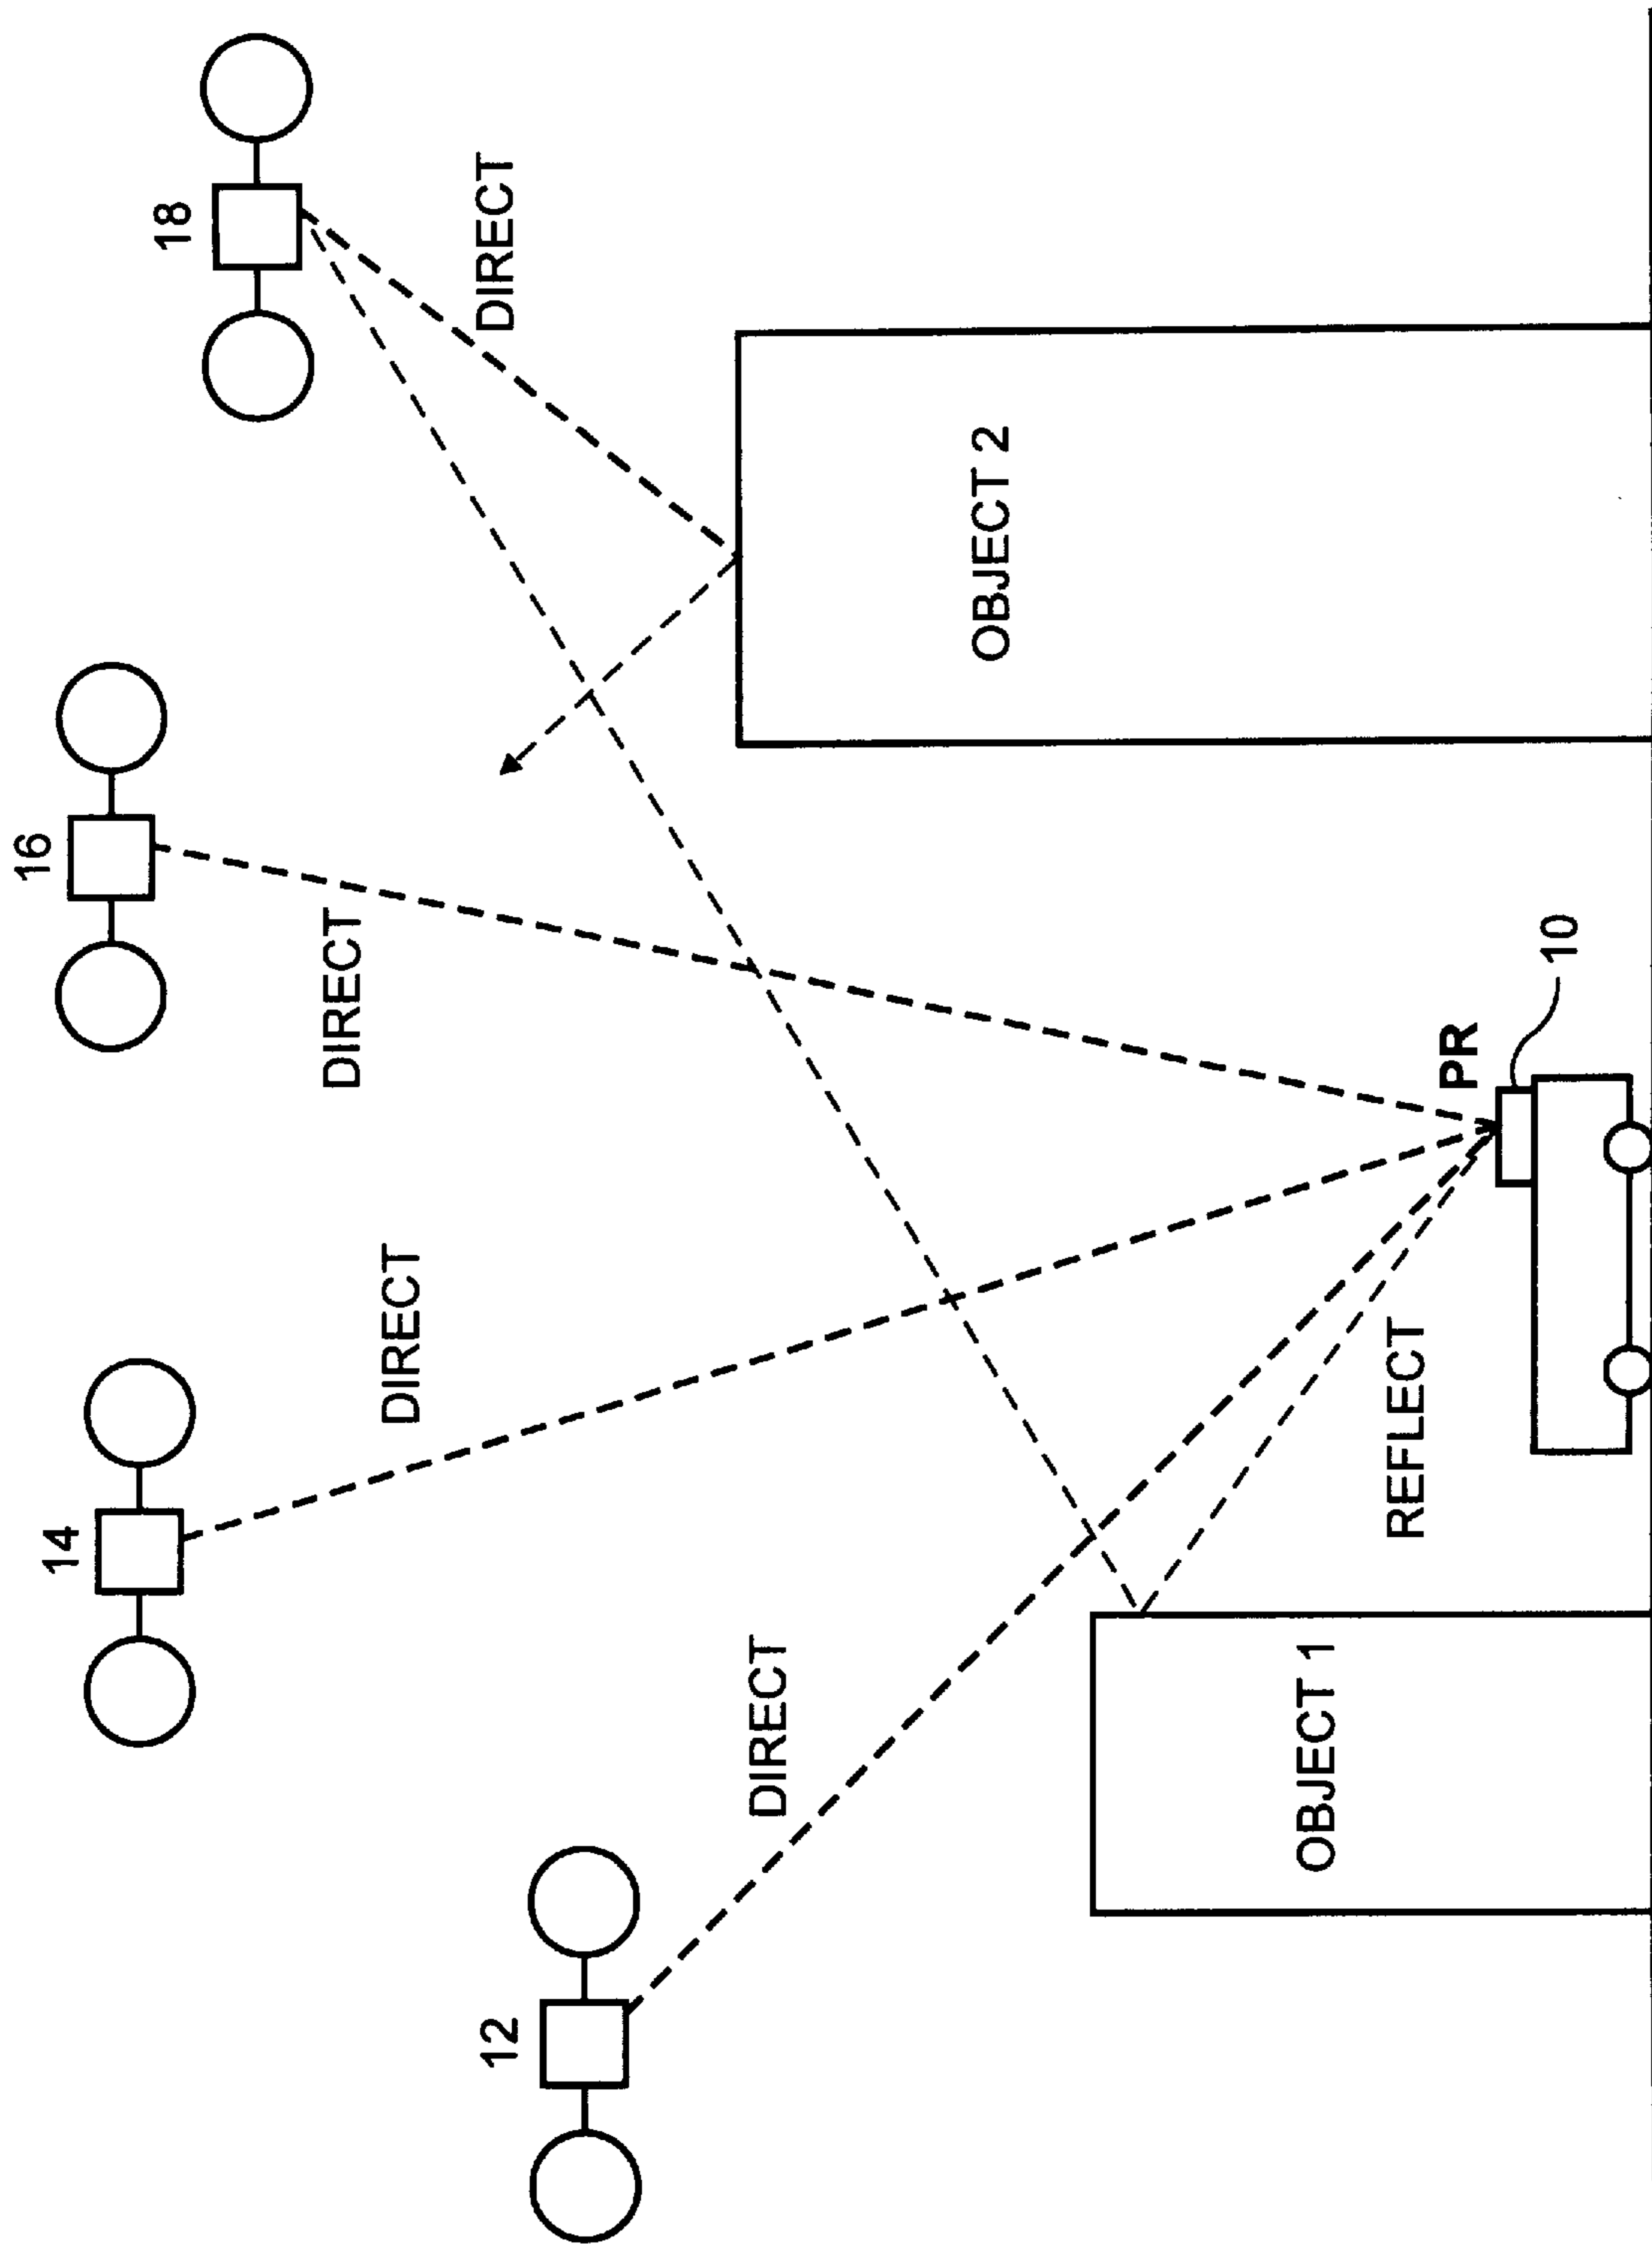 12
14
16
18
DIRECT
DIRECT
DIRECT
DIRECT
OBJECT 1
OBJECT 2
REFLECT
PR
10